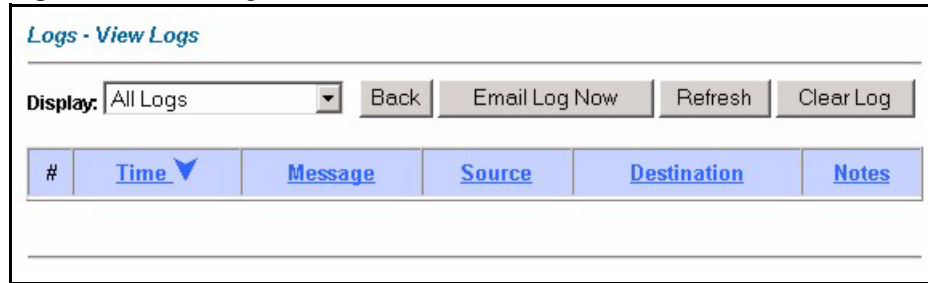 Logs - View Logs
Display: All Logs Back Email Log Now Refresh Clear Log
# Time Message Source Destination Notes